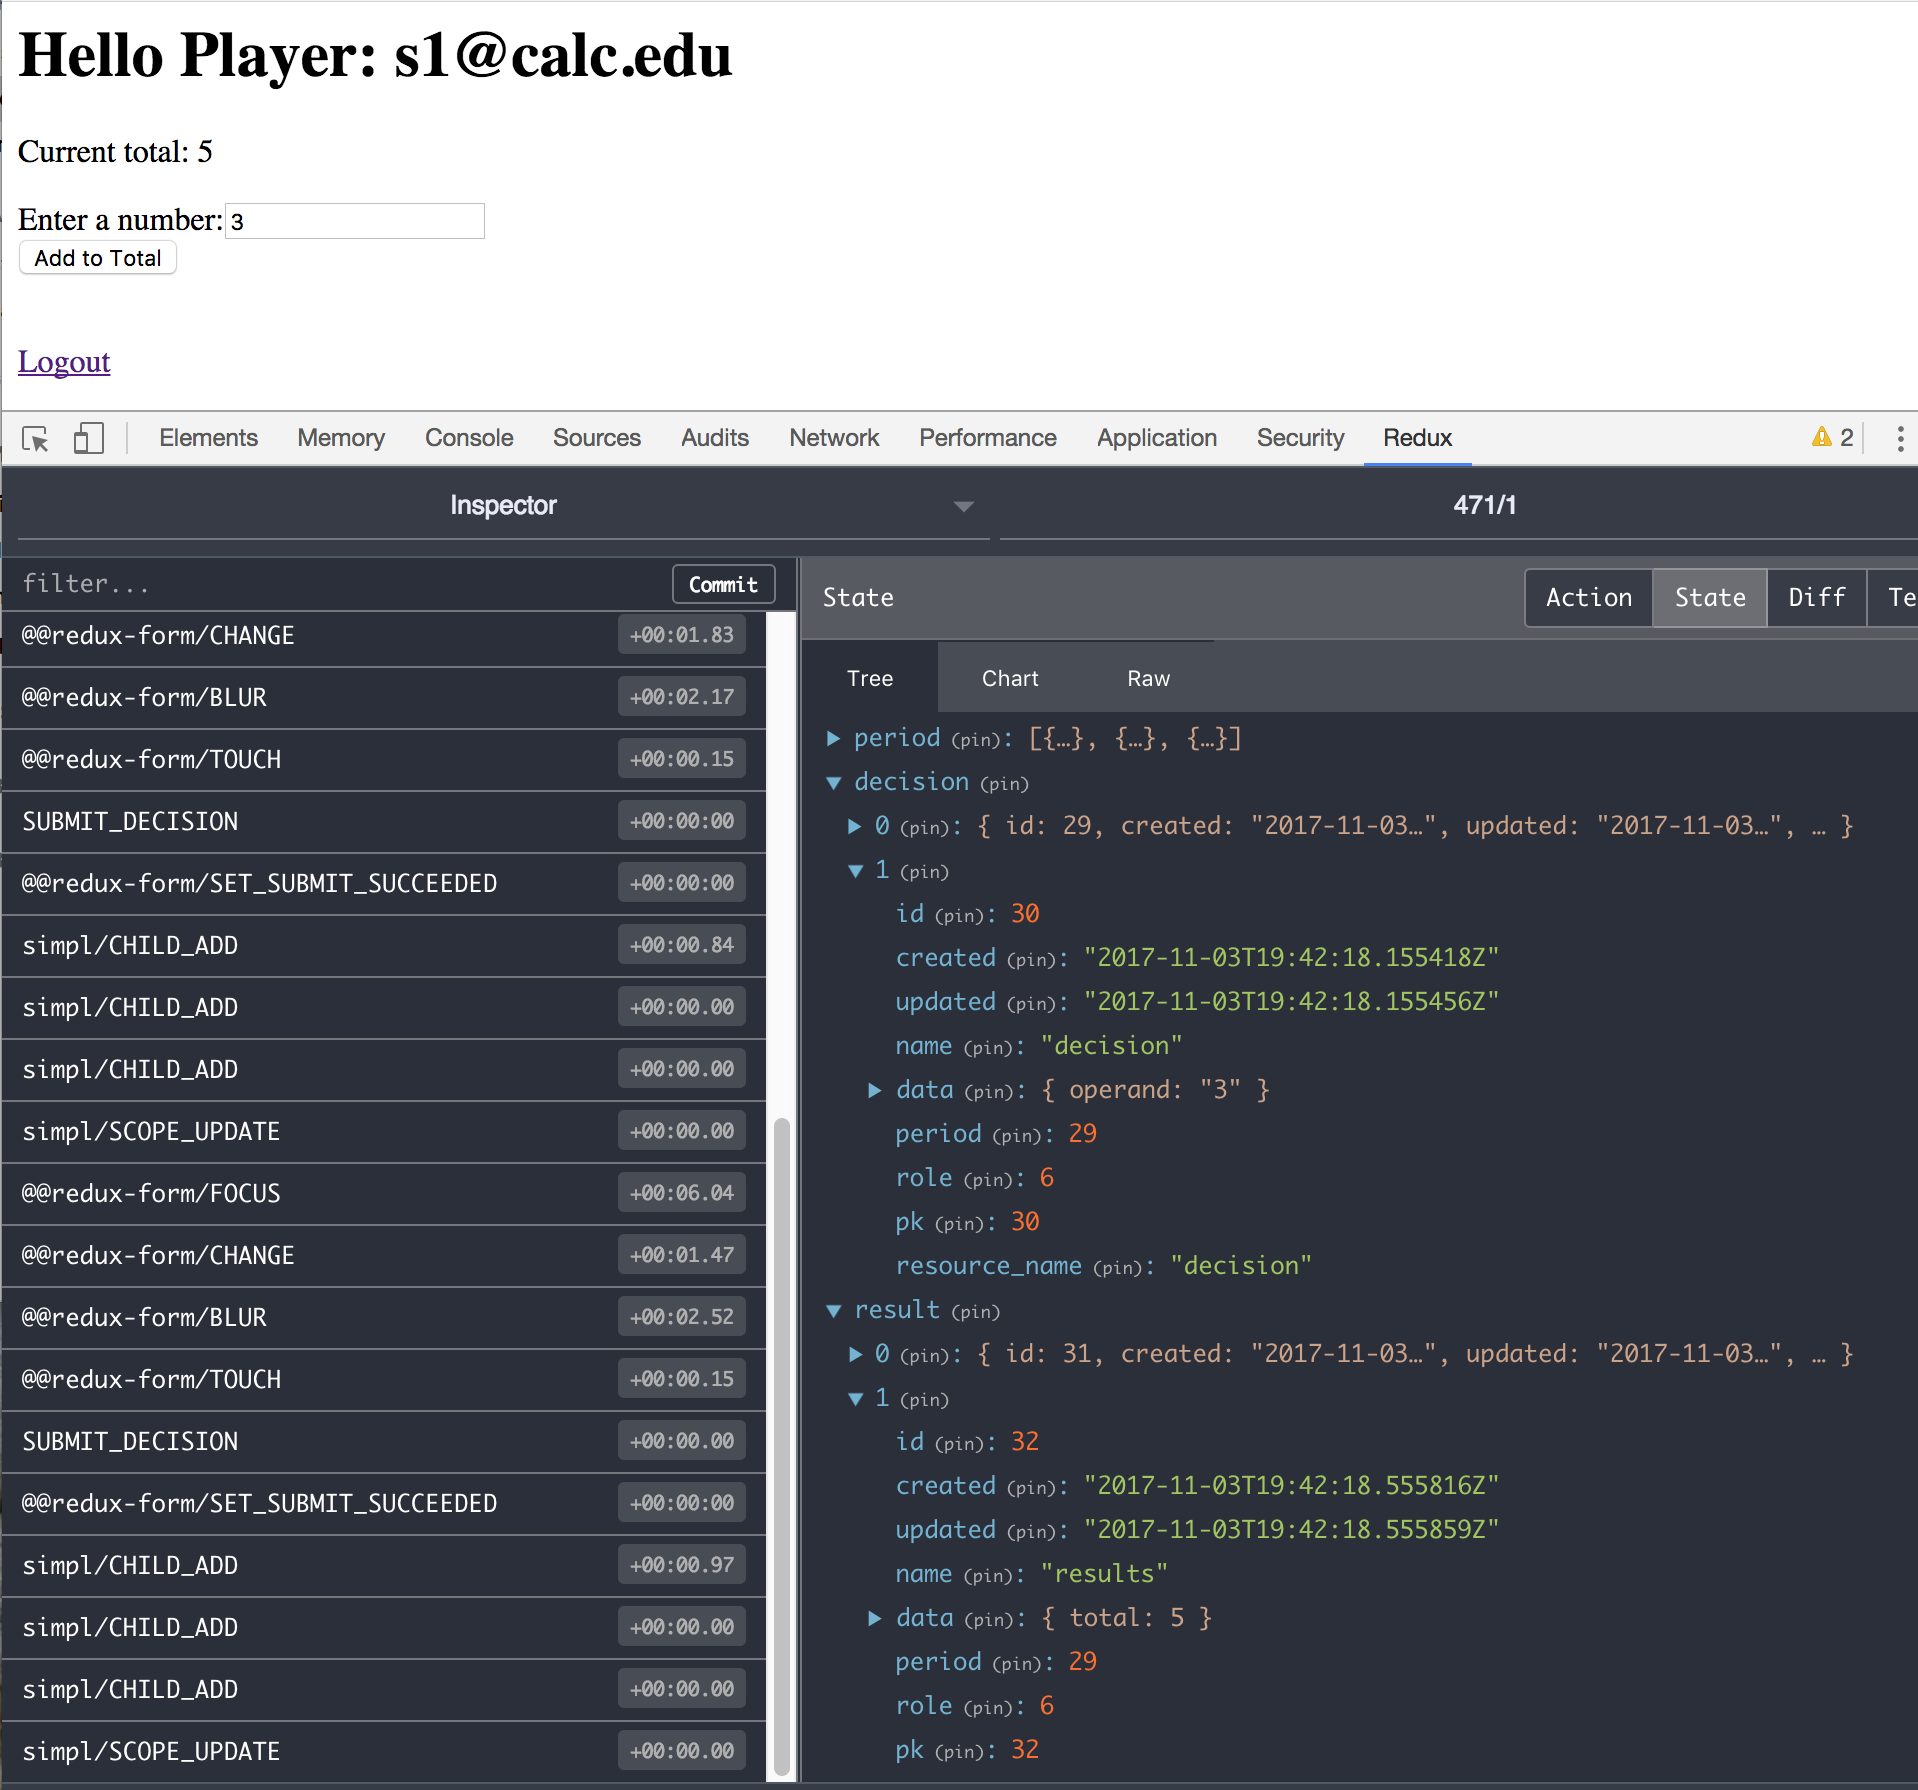 Hello Player: s1@calc.edu
Current total: 5
Enter a number: 3
Add to Total
Logout
Elements Memory Console Sources Audits Network Performance Application Security Redux 2
Inspector 471/1
filter... Commit
@@redux-form/CHANGE +00:01.83
@@redux-form/BLUR +00:02.17
@@redux-form/TOUCH +00:00.15
SUBMIT_DECISION +00:00:00
@@redux-form/SET_SUBMIT_SUCCEEDED +00:00:00
simpl/CHILD_ADD +00:00.84
simpl/CHILD_ADD +00:00.00
simpl/CHILD_ADD +00:00.00
simpl/SCOPE_UPDATE +00:00.00
@@redux-form/FOCUS +00:06.04
@@redux-form/CHANGE +00:01.47
@@redux-form/BLUR +00:02.52
@@redux-form/TOUCH +00:00.15
SUBMIT_DECISION +00:00.00
@@redux-form/SET_SUBMIT_SUCCEEDED +00:00:00
simpl/CHILD_ADD +00:00.97
simpl/CHILD_ADD +00:00.00
simpl/CHILD_ADD +00:00.00
simpl/SCOPE_UPDATE +00:00.00
State Action State Diff Te
Tree Chart Raw
period (pin): [{…}, {…}, {…}]
decision (pin)
0 (pin): { id: 29, created: "2017-11-03…", updated: "2017-11-03…", … }
1 (pin)
id (pin): 30
created (pin): "2017-11-03T19:42:18.155418Z"
updated (pin): "2017-11-03T19:42:18.155456Z"
name (pin): "decision"
data (pin): { operand: "3" }
period (pin): 29
role (pin): 6
pk (pin): 30
resource_name (pin): "decision"
result (pin)
0 (pin): { id: 31, created: "2017-11-03…", updated: "2017-11-03…", … }
1 (pin)
id (pin): 32
created (pin): "2017-11-03T19:42:18.555816Z"
updated (pin): "2017-11-03T19:42:18.555859Z"
name (pin): "results"
data (pin): { total: 5 }
period (pin): 29
role (pin): 6
pk (pin): 32